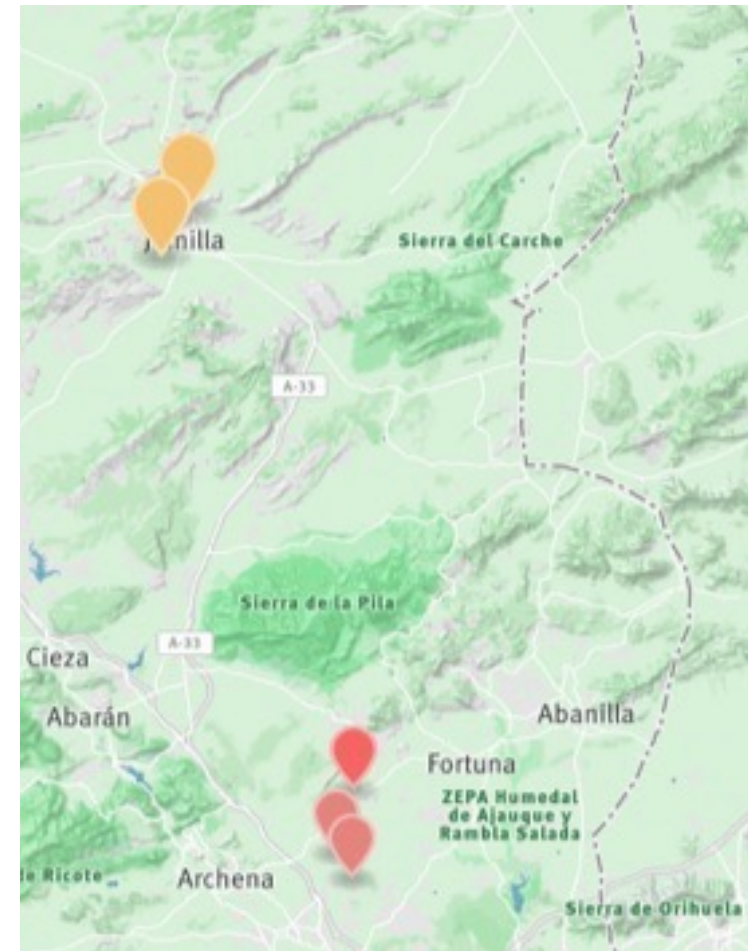 Sierra del Carche
A-33
Sierra de la Pila
A-33
Cieza
Abarán
Abanilla
Fortuna
ZEPA Humedal
de Ajauque y
Rambla Salada
de Ricote
Archena
Sierra de Orihuela